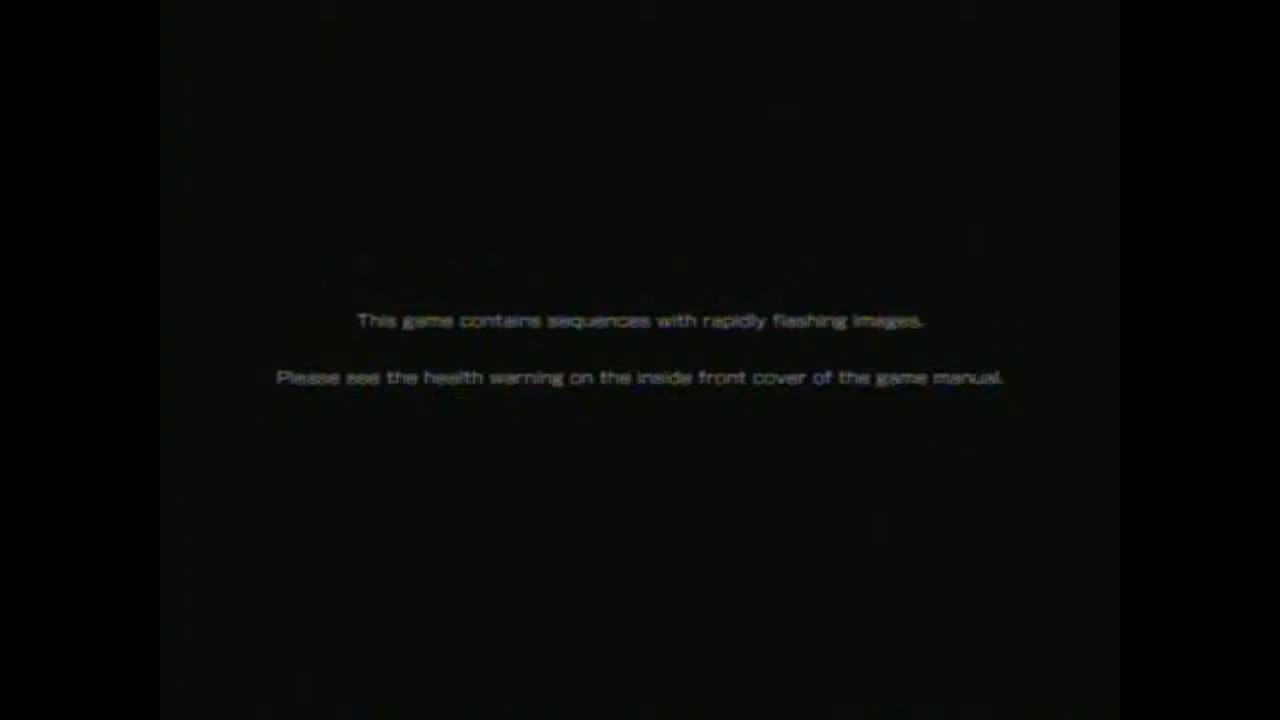 This game contains sequences with rapidly flashing images.
Please see the health warning on the inside front cover of the game manual.